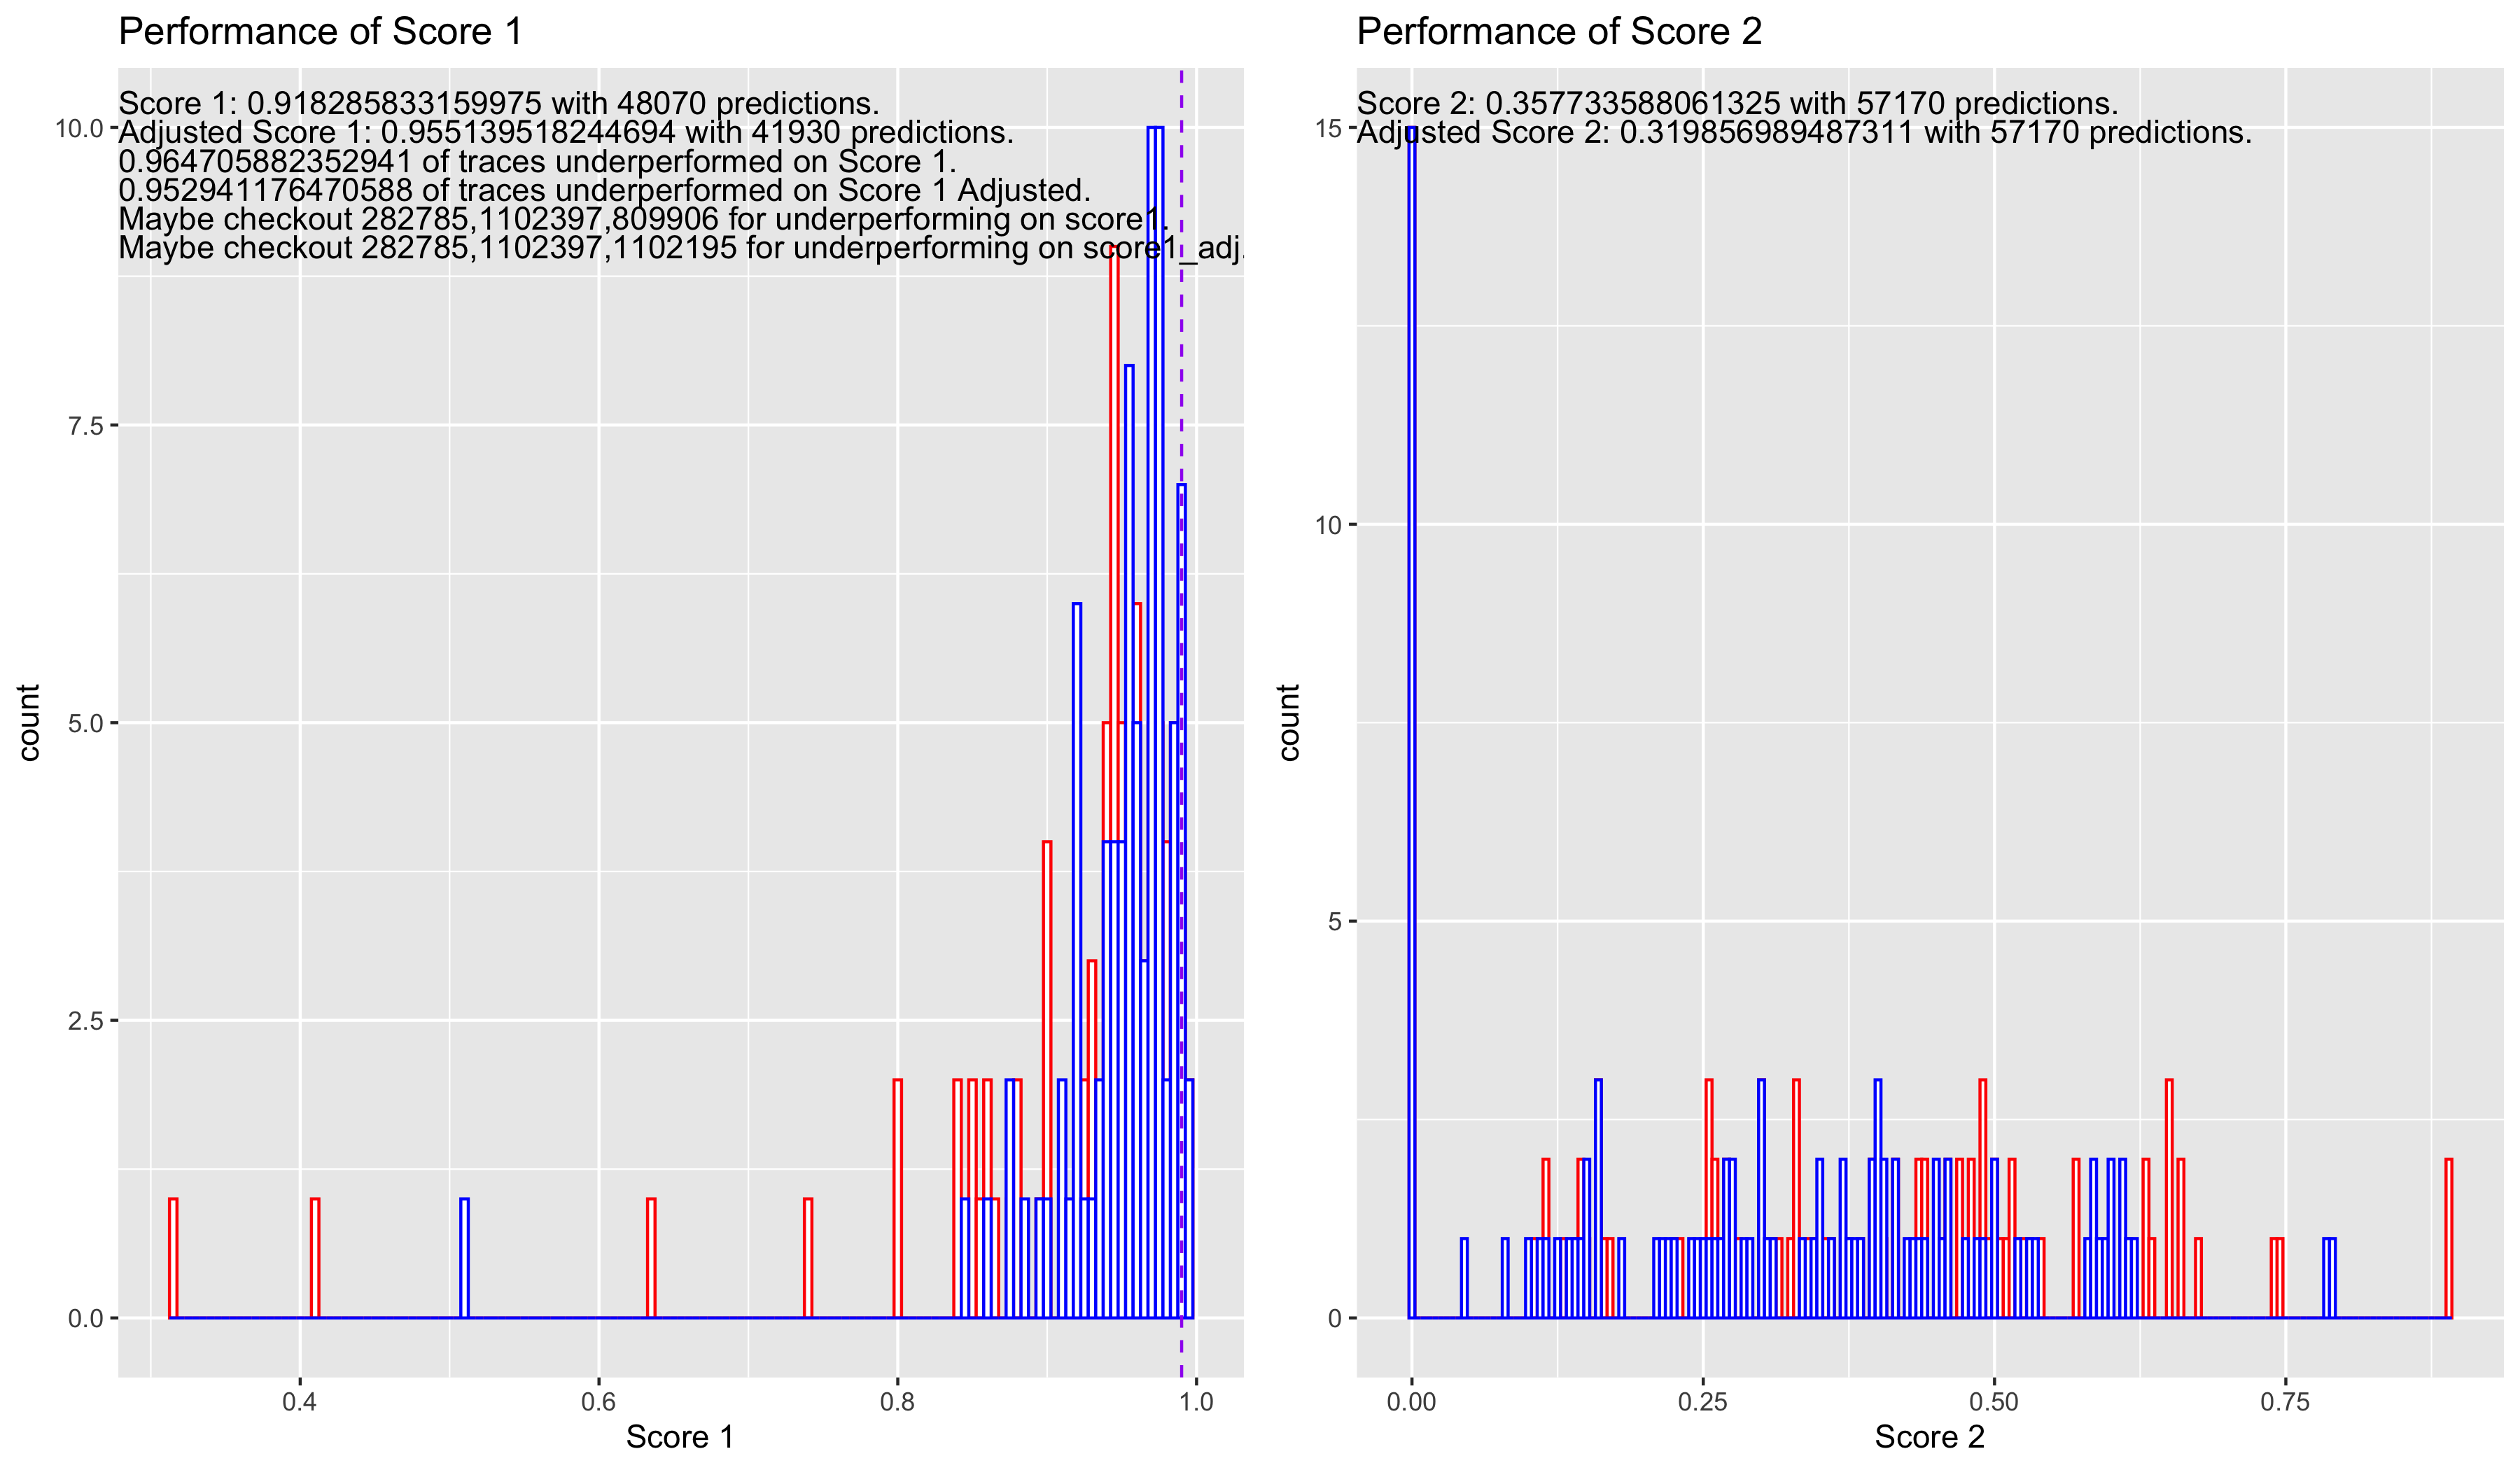 Performance of Score 1
Score 1: 0.918285833159975 with 48070 predictions.
Adjusted Score 1: 0.955139518244694 with 41930 predictions.
0.964705882352941 of traces underperformed on Score 1.
0.952941176470588 of traces underperformed on Score 1 Adjusted.
Maybe checkout 282785,1102397,809906 for underperforming on score1.
Maybe checkout 282785,1102397,1102195 for underperforming on score1_adj.
10.0
7.5
5.0
2.5
0.0
count
0.4 0.6 0.8 1.0
Score 1
Performance of Score 2
Score 2: 0.357733588061325 with 57170 predictions.
Adjusted Score 2: 0.319856989487311 with 57170 predictions.
15
10
5
0
count
0.00 0.25 0.50 0.75
Score 2